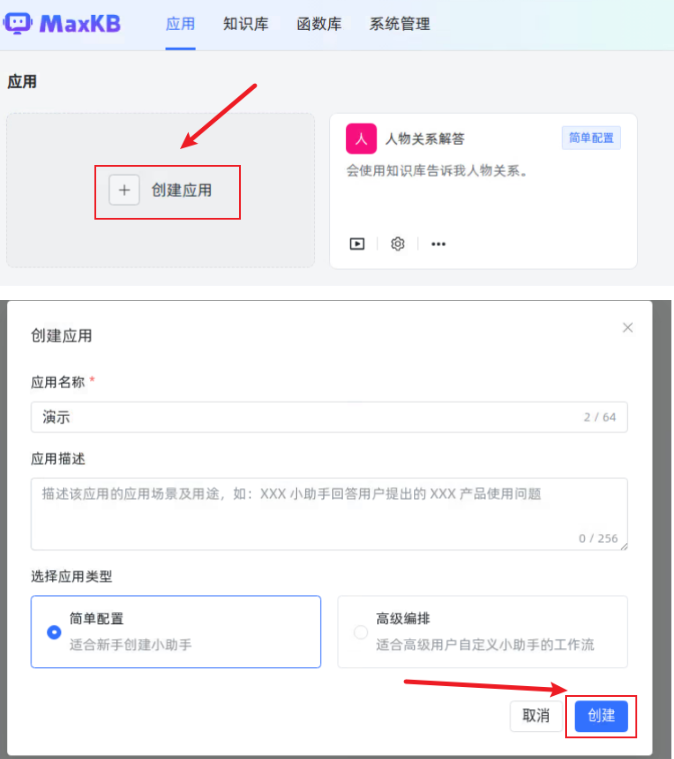 MaxKB 应用 知识库 函数库 系统管理
应用
创建应用
人 人物关系解答 简单配置
会使用知识库告诉我人物关系。
创建应用
应用名称 *
演示 2 / 64
应用描述
描述该应用的应用场景及用途，如：XXX 小助手回答用户提出的 XXX 产品使用问题
0 / 256
选择应用类型
简单配置 高级编排
适合新手创建小助手 适合高级用户自定义小助手的工作流
取消 创建